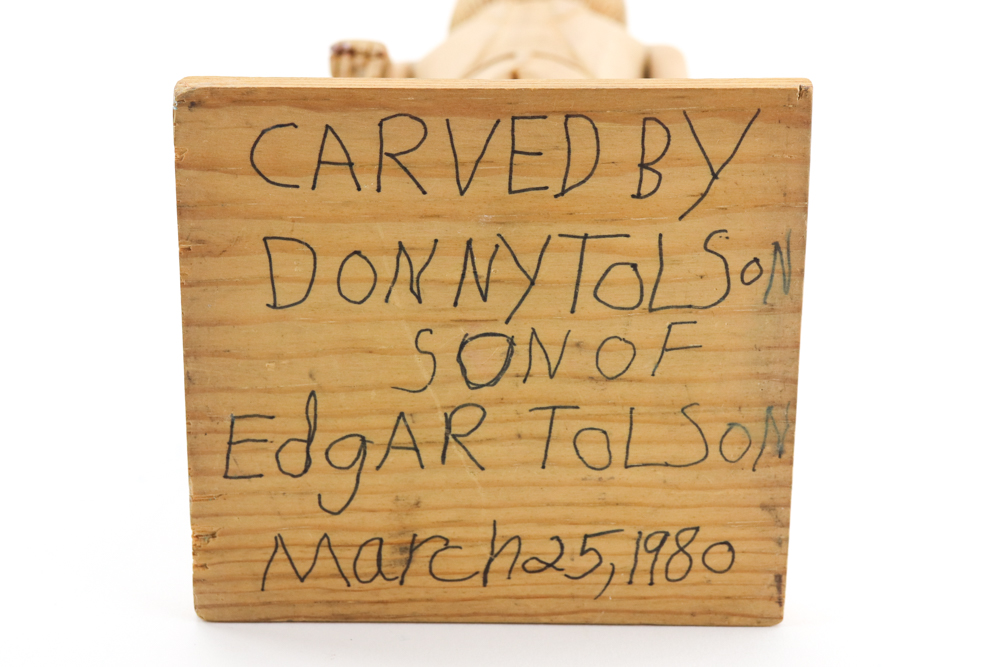 CARVED BY
DONNY TOLSON
SON OF
EdgAR TOLSON
March 25, 1980